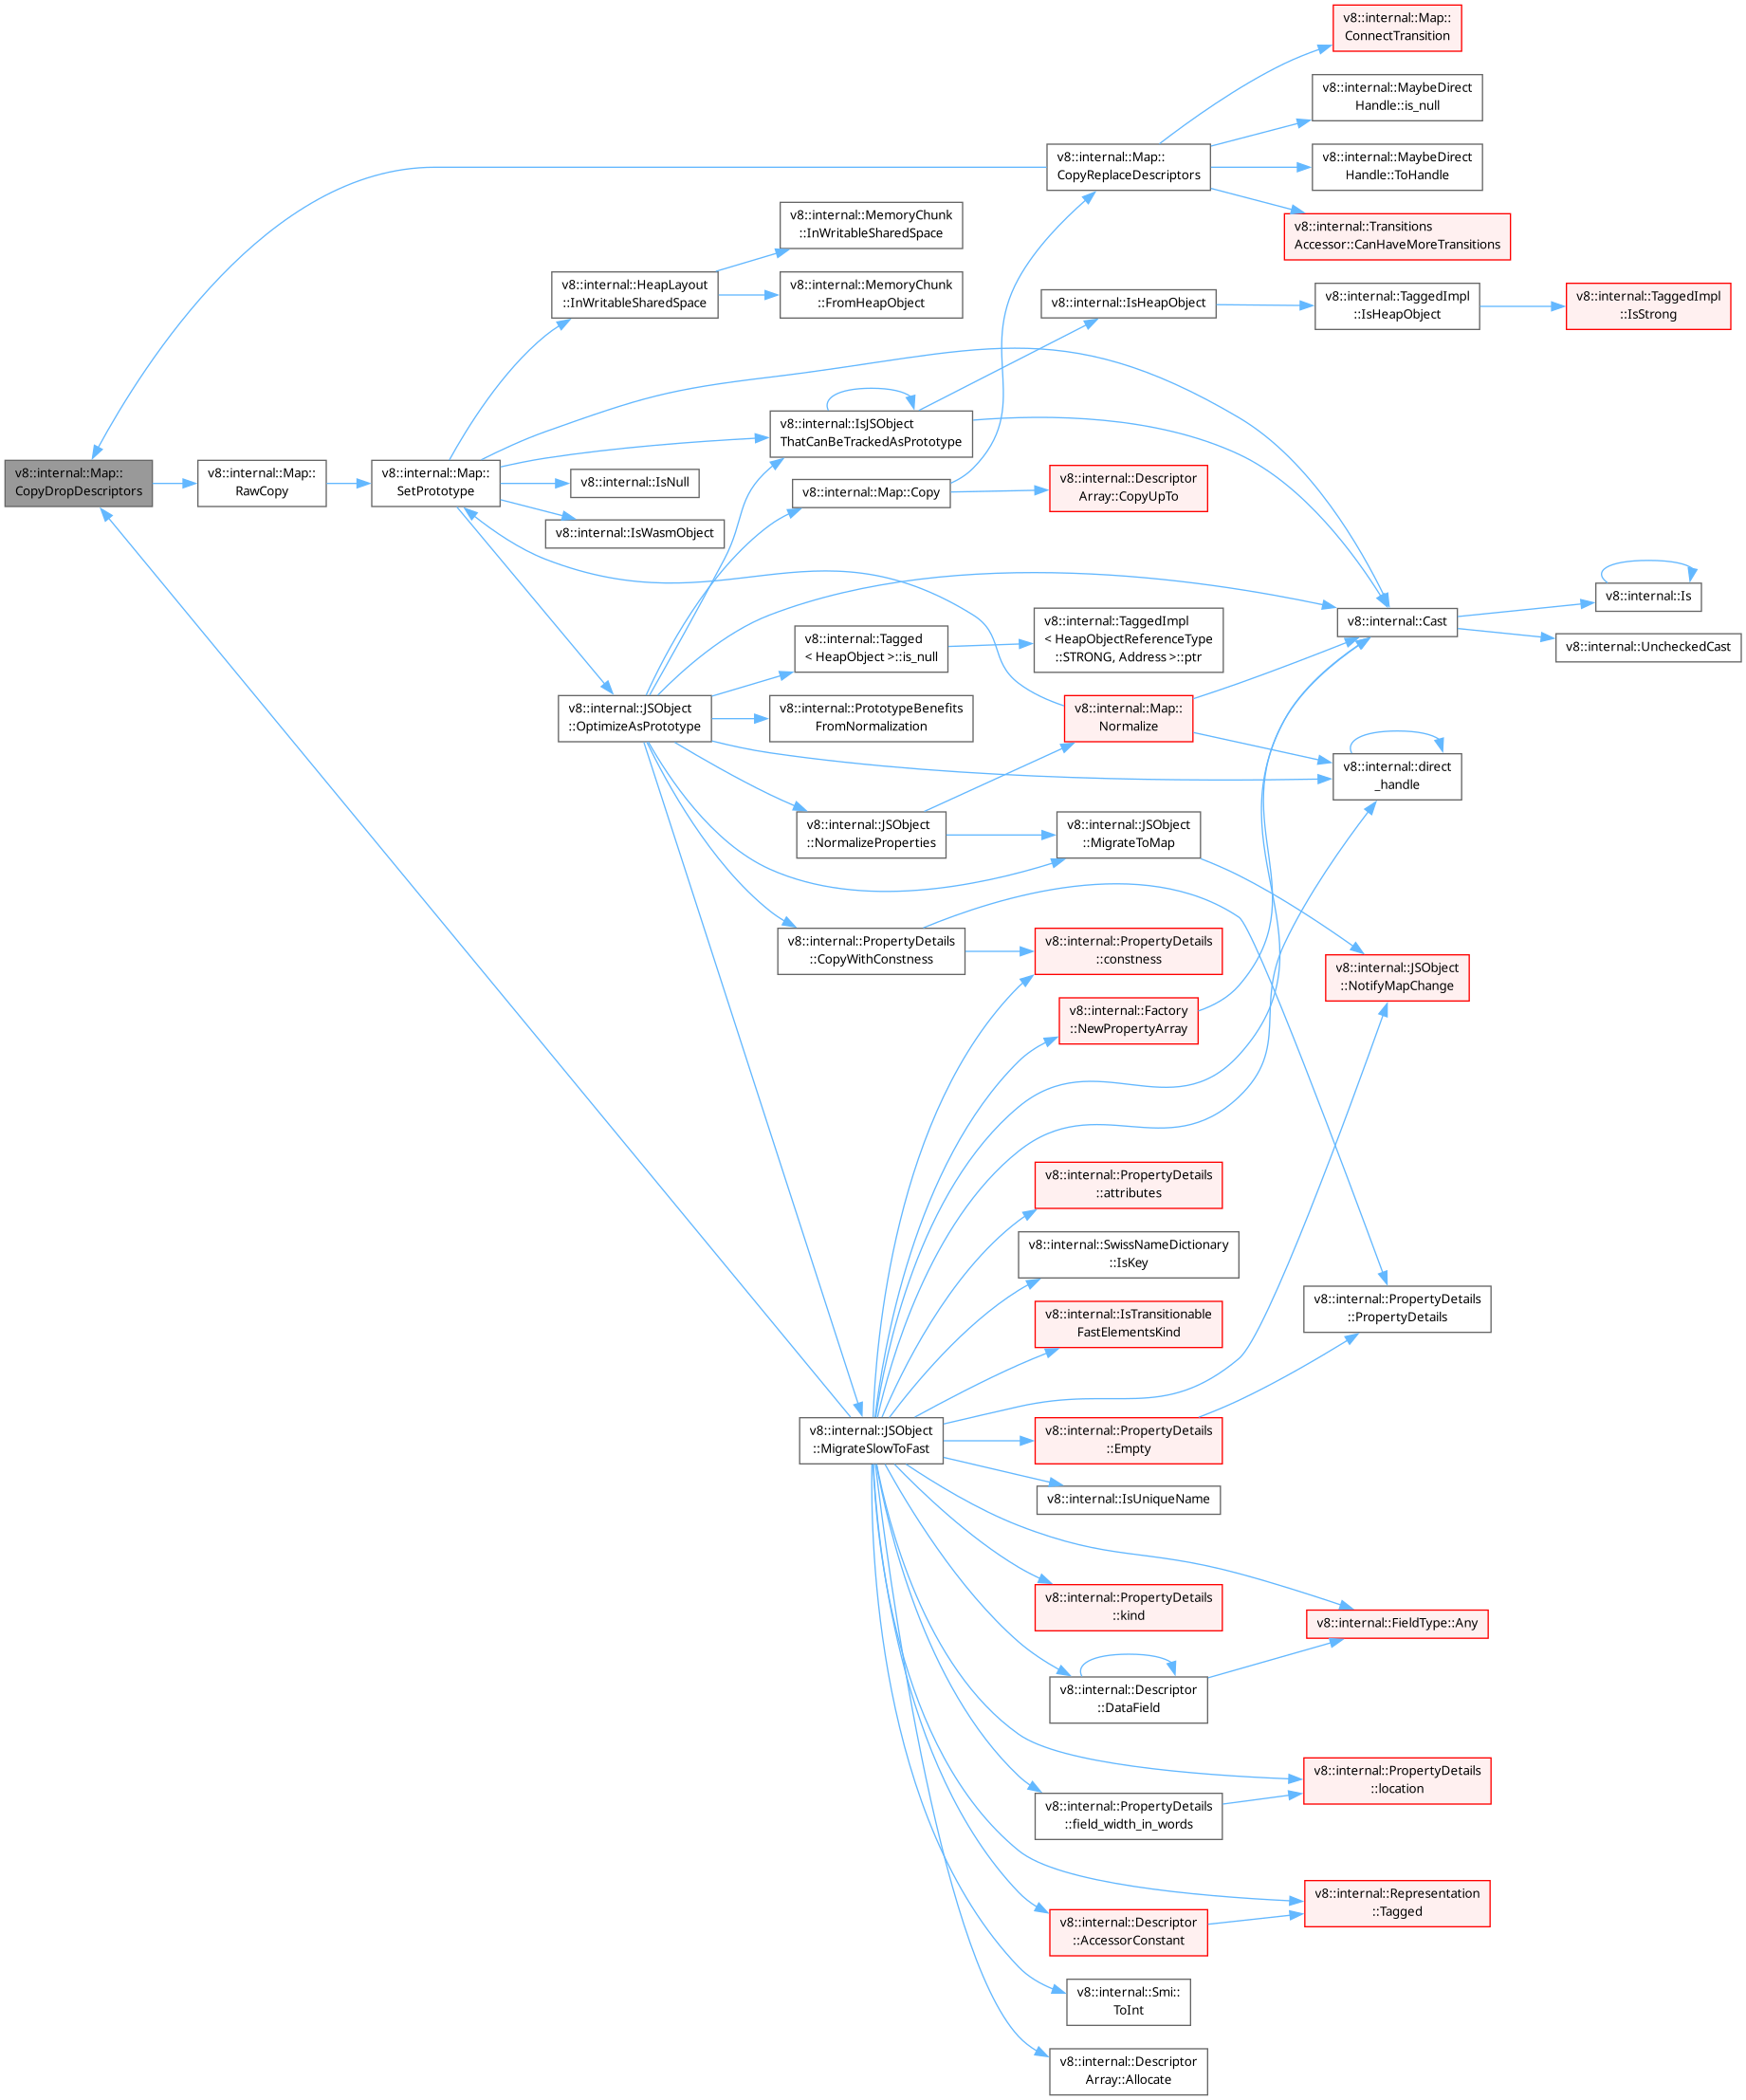 v8::internal::Map::
ConnectTransition
v8::internal::MaybeDirect
Handle::is_null
v8::internal::Map::
CopyReplaceDescriptors
v8::internal::MaybeDirect
Handle::ToHandle
v8::internal::MemoryChunk
::InWritableSharedSpace
v8::internal::Transitions
Accessor::CanHaveMoreTransitions
v8::internal::HeapLayout
::InWritableSharedSpace
v8::internal::MemoryChunk
::FromHeapObject
v8::internal::IsHeapObject
v8::internal::TaggedImpl
::IsHeapObject
v8::internal::TaggedImpl
::IsStrong
v8::internal::IsJSObject
ThatCanBeTrackedAsPrototype
v8::internal::Map::
CopyDropDescriptors
v8::internal::Map::
RawCopy
v8::internal::Map::
SetPrototype
v8::internal::IsNull
v8::internal::Map::Copy
v8::internal::Descriptor
Array::CopyUpTo
v8::internal::IsWasmObject
v8::internal::Is
v8::internal::Cast
v8::internal::UncheckedCast
v8::internal::Tagged
< HeapObject >::is_null
v8::internal::TaggedImpl
< HeapObjectReferenceType
::STRONG, Address >::ptr
v8::internal::JSObject
::OptimizeAsPrototype
v8::internal::PrototypeBenefits
FromNormalization
v8::internal::Map::
Normalize
v8::internal::direct
_handle
v8::internal::JSObject
::NormalizeProperties
v8::internal::JSObject
::MigrateToMap
v8::internal::PropertyDetails
::CopyWithConstness
v8::internal::PropertyDetails
::constness
v8::internal::JSObject
::NotifyMapChange
v8::internal::Factory
::NewPropertyArray
v8::internal::PropertyDetails
::attributes
v8::internal::SwissNameDictionary
::IsKey
v8::internal::PropertyDetails
::PropertyDetails
v8::internal::IsTransitionable
FastElementsKind
v8::internal::JSObject
::MigrateSlowToFast
v8::internal::PropertyDetails
::Empty
v8::internal::IsUniqueName
v8::internal::PropertyDetails
::kind
v8::internal::FieldType::Any
v8::internal::Descriptor
::DataField
v8::internal::PropertyDetails
::location
v8::internal::PropertyDetails
::field_width_in_words
v8::internal::Representation
::Tagged
v8::internal::Descriptor
::AccessorConstant
v8::internal::Smi::
ToInt
v8::internal::Descriptor
Array::Allocate